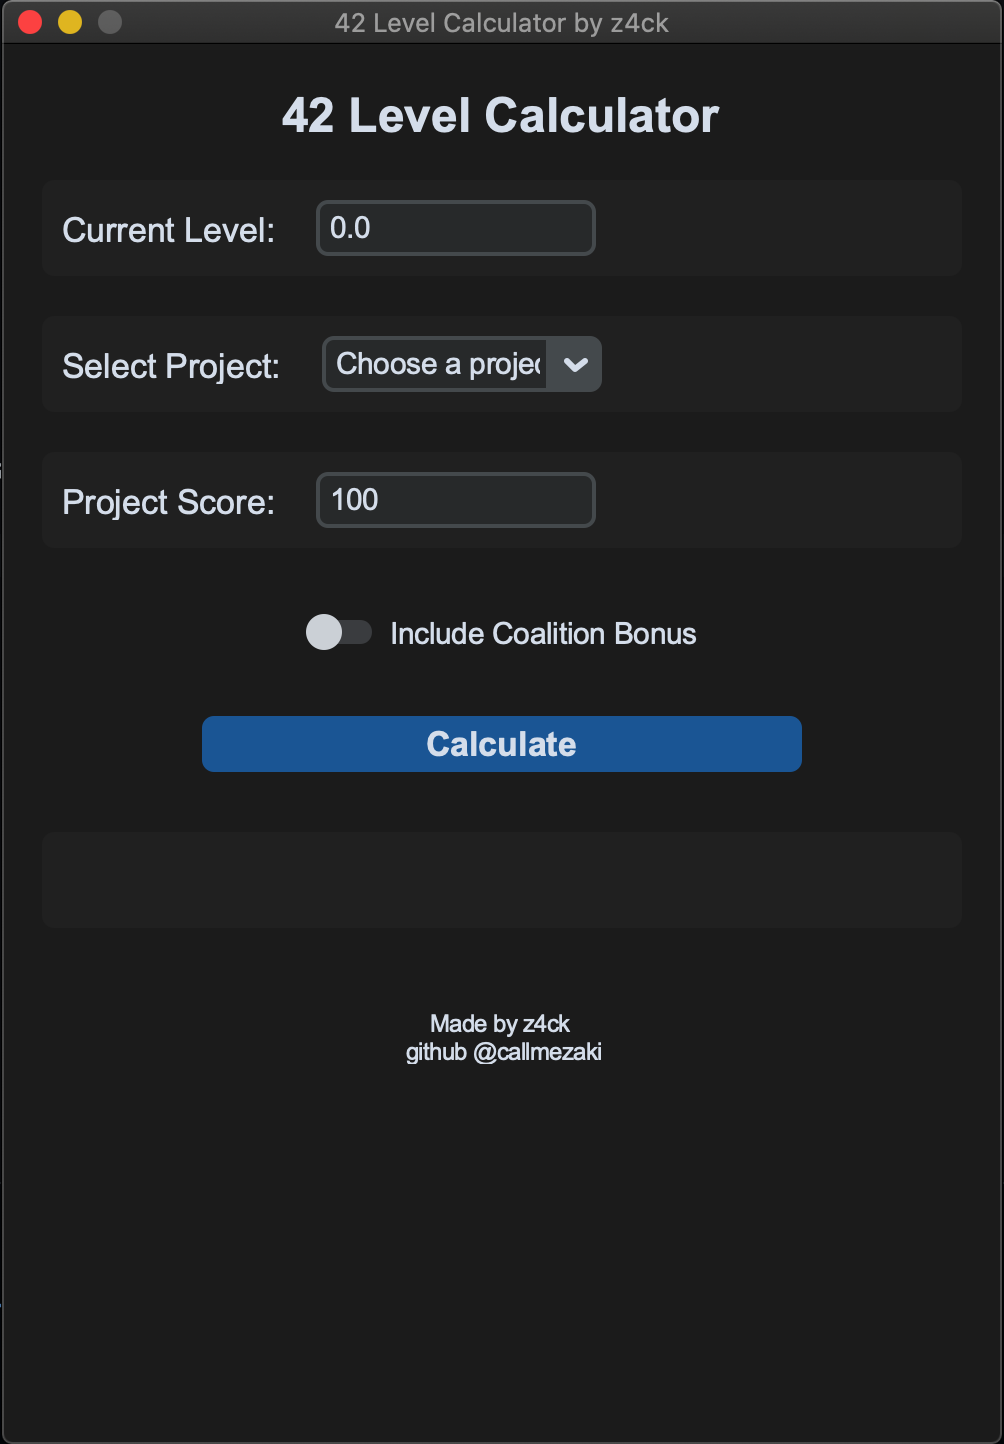 42 Level Calculator by z4ck
42 Level Calculator
Current Level: 0.0
Select Project: Choose a projec
Project Score: 100
Include Coalition Bonus
Calculate
Made by z4ck
github @callmezaki